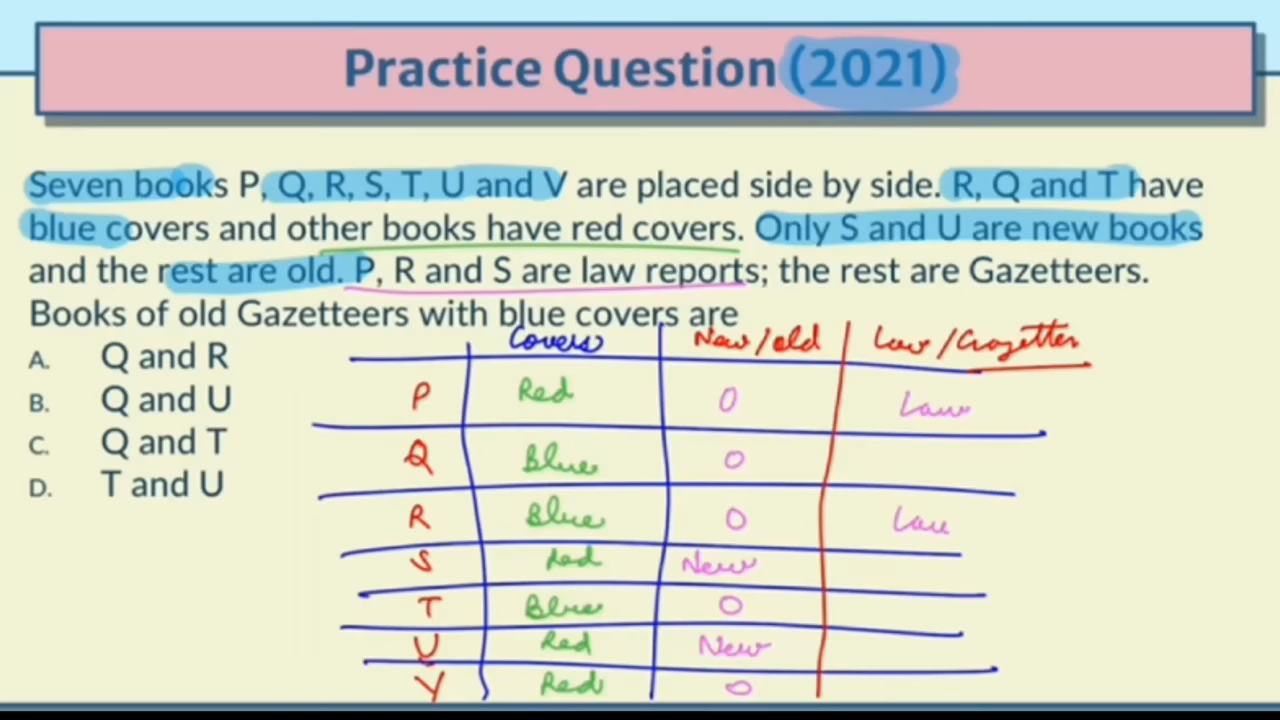 Practice Question (2021)
Seven books P, Q, R, S, T, U and V are placed side by side. R, Q and T have
blue covers and other books have red covers. Only S and U are new books
and the rest are old. P, R and S are law reports; the rest are Gazetteers.
Books of old Gazetteers with blue covers are
A. Q and R
B. Q and U
C. Q and T
D. T and U
Covers New/old Law/Gazetter
P Red O Law
Q Blue O
R Blue O Law
S Red New
T Blue O
U Red New
V Red O